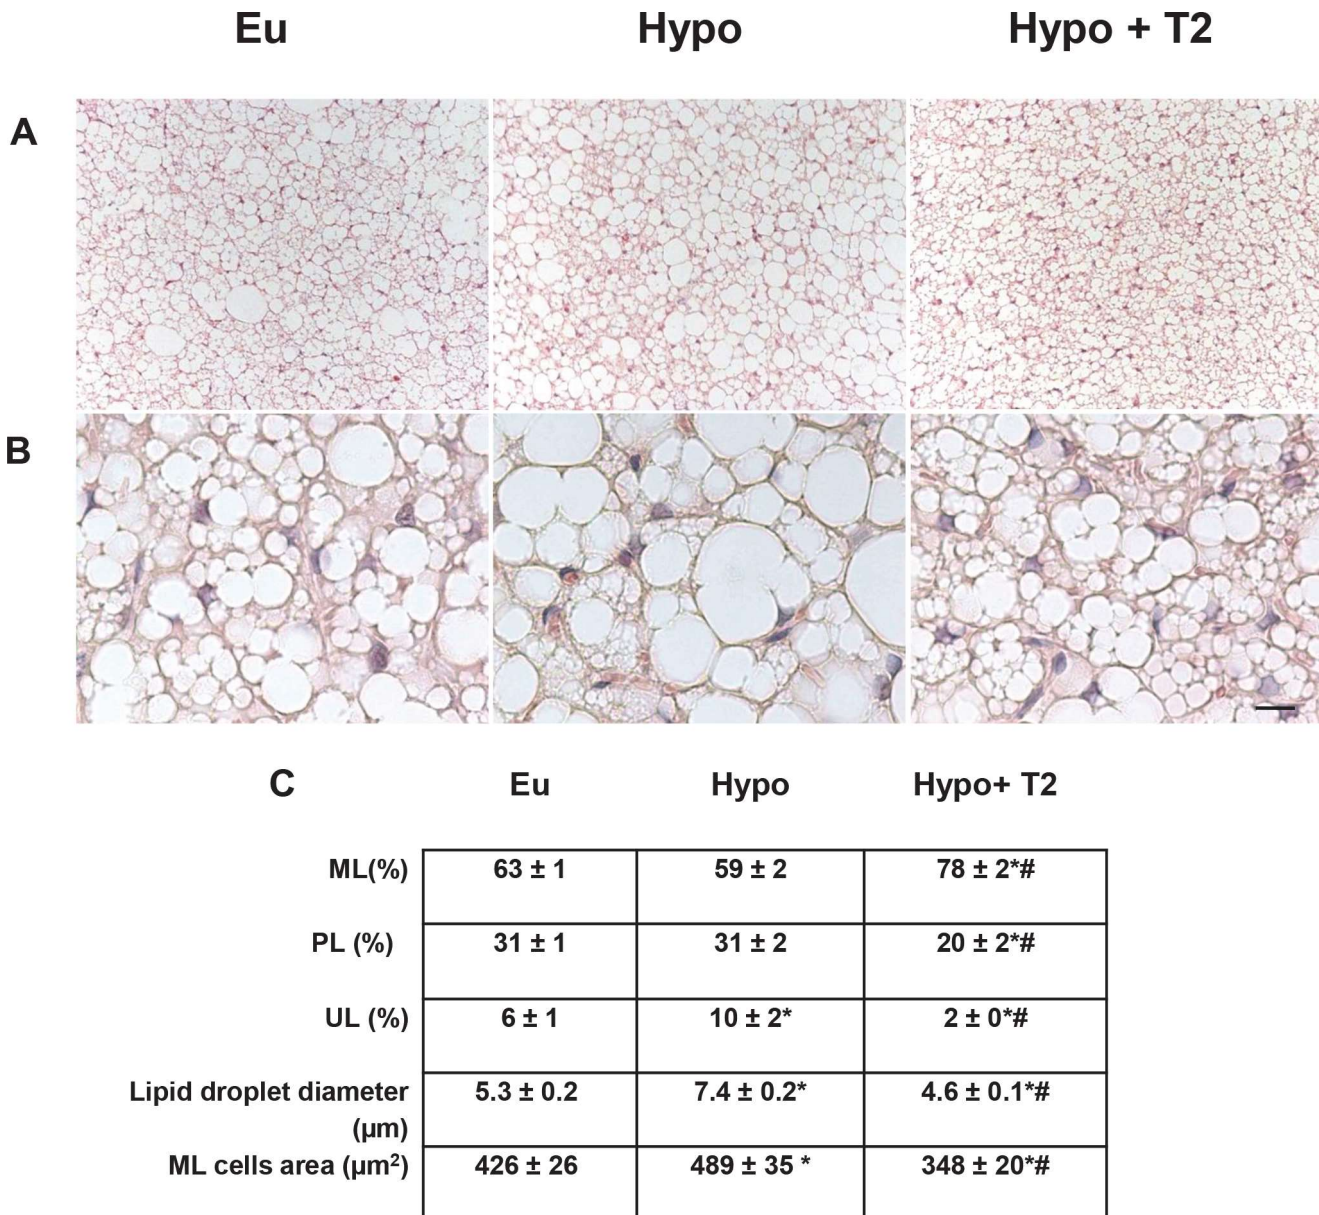 Eu Hypo Hypo + T2
A
B
C Eu Hypo Hypo+ T2
ML(%) 63 ± 1 59 ± 2 78 ± 2*#
PL (%) 31 ± 1 31 ± 2 20 ± 2*#
UL (%) 6 ± 1 10 ± 2* 2 ± 0*#
Lipid droplet diameter 5.3 ± 0.2 7.4 ± 0.2* 4.6 ± 0.1*#
(µm)
ML cells area (µm²) 426 ± 26 489 ± 35 * 348 ± 20*#